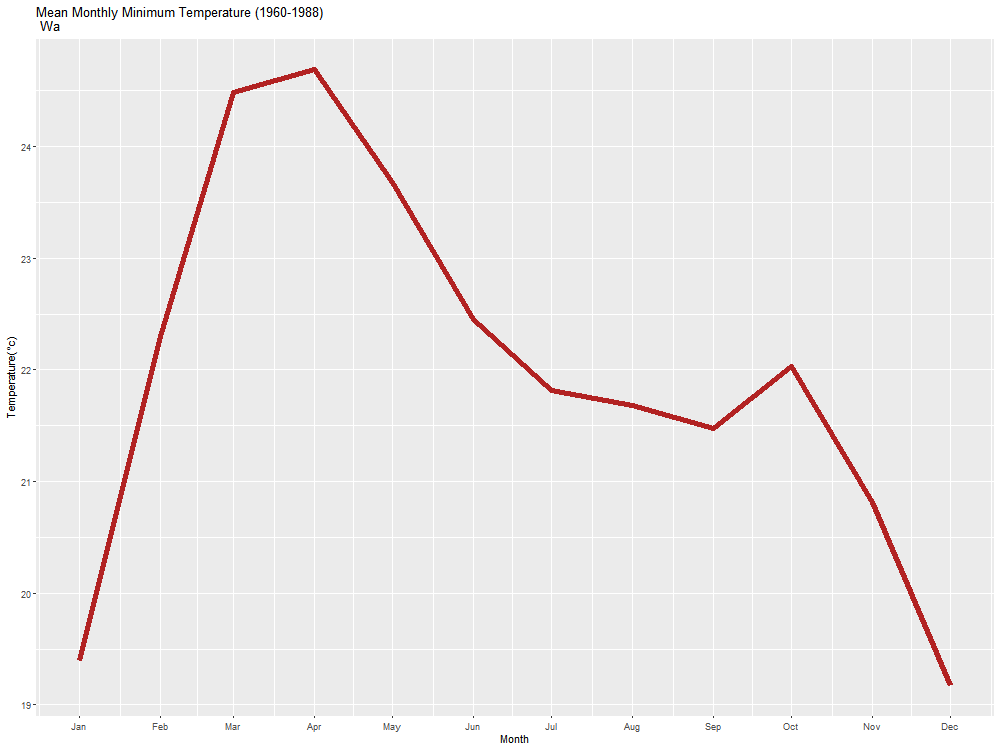 Mean Monthly Minimum Temperature (1960-1988)
Wa
Temperature(°c)
24
23
22
21
20
19
Jan Feb Mar Apr May Jun Jul Aug Sep Oct Nov Dec
Month